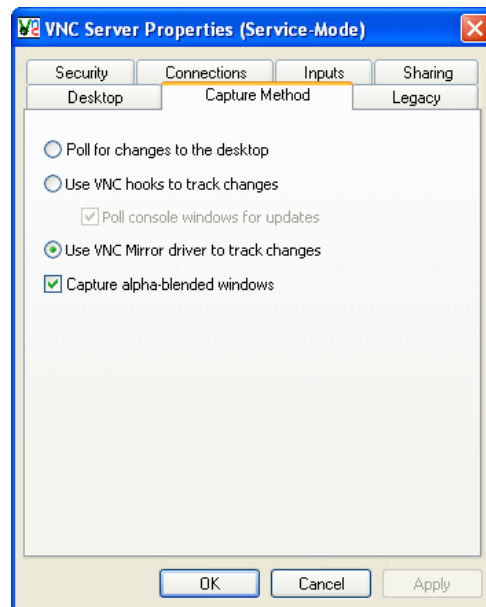 VNC Server Properties (Service-Mode)
Security Connections Inputs Sharing
Desktop Capture Method Legacy
Poll for changes to the desktop
Use VNC hooks to track changes
Poll console windows for updates
Use VNC Mirror driver to track changes
Capture alpha-blended windows
OK Cancel Apply